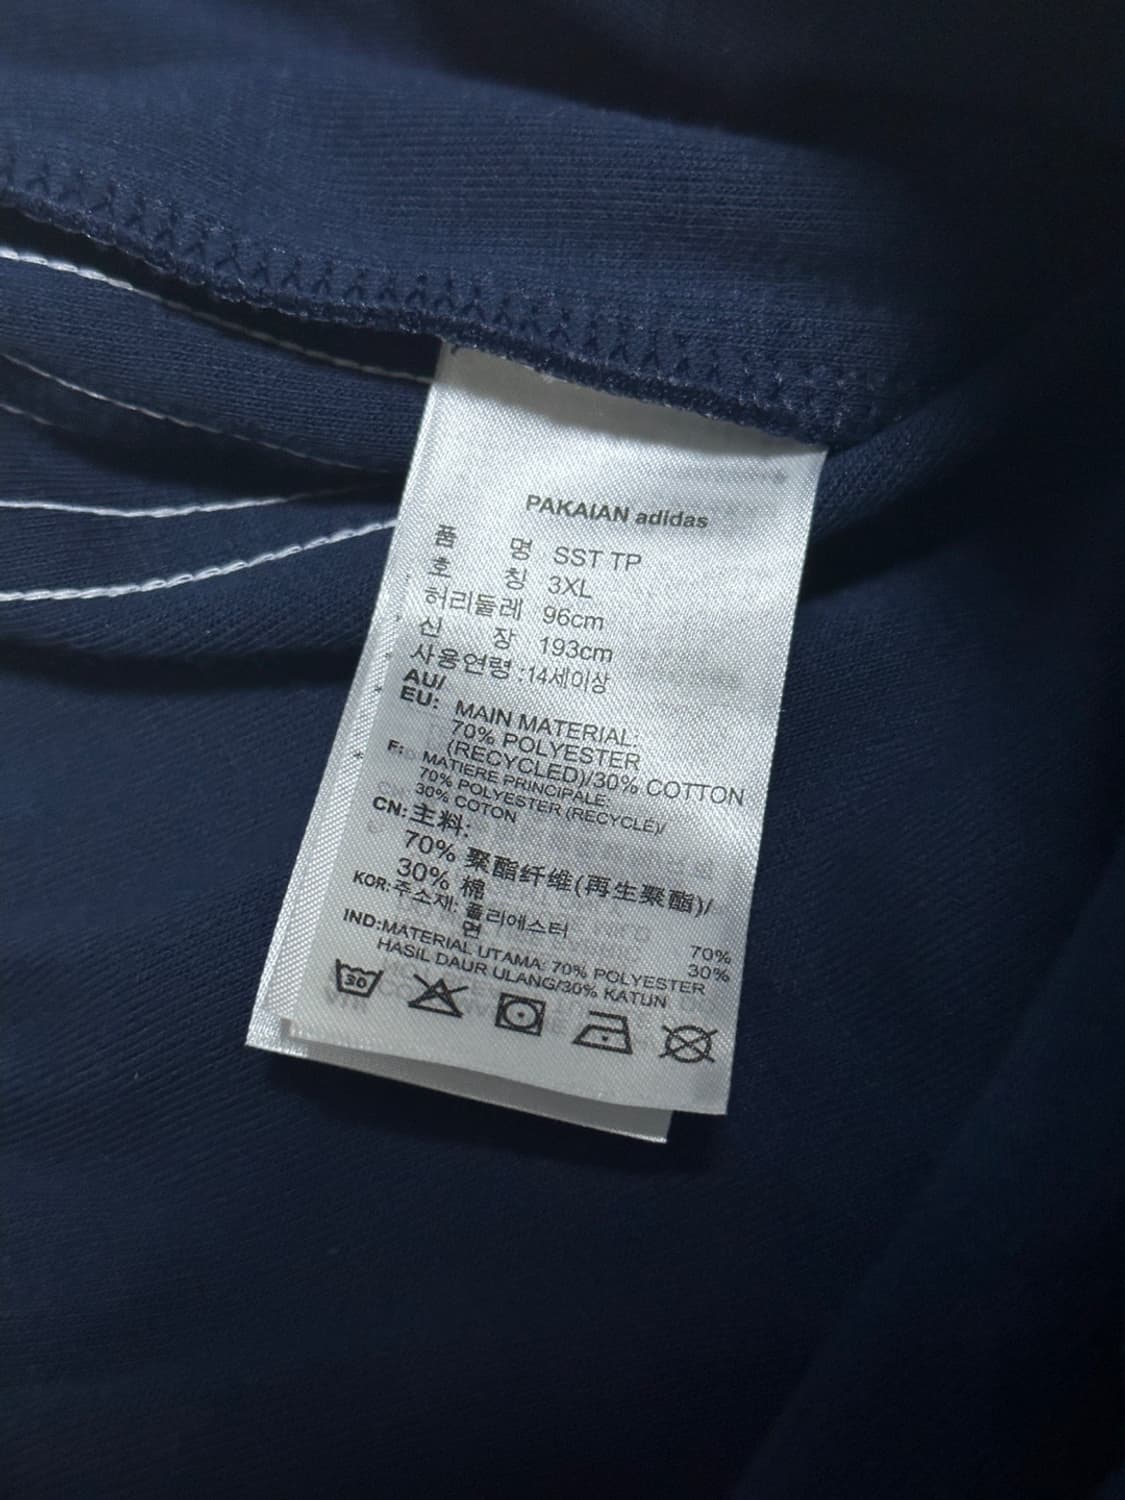 PAKAIAN adidas
품 명 SST TP
호 칭 3XL
허리둘레 96cm
신 장 193cm
사용연령 :14세이상
AU/
EU: MAIN MATERIAL:
70% POLYESTER
(RECYCLED)/30% COTTON
F: MATIERE PRINCIPALE:
70% POLYESTER (RECYCLÉ)/
30% COTON
CN: 主料:
70% 聚酯纤维(再生聚酯)/
30% 棉
KOR: 주소재: 폴리에스터 70%
면 30%
IND: MATERIAL UTAMA: 70% POLYESTER
HASIL DAUR ULANG/30% KATUN
30